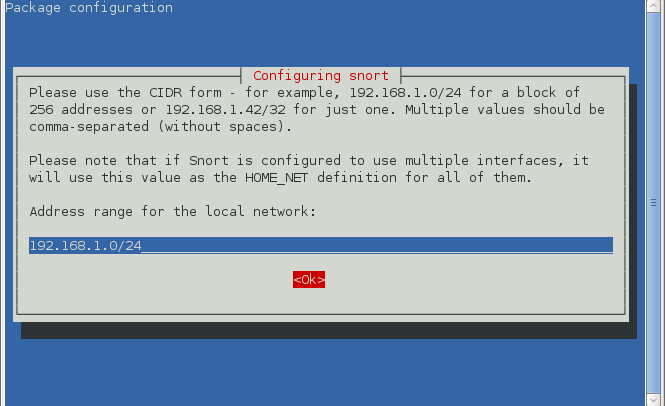 Package configuration
Configuring snort
Please use the CIDR form - for example, 192.168.1.0/24 for a block of
256 addresses or 192.168.1.42/32 for just one. Multiple values should be
comma-separated (without spaces).
Please note that if Snort is configured to use multiple interfaces, it
will use this value as the HOME_NET definition for all of them.
Address range for the local network:
192.168.1.0/24
<Ok>